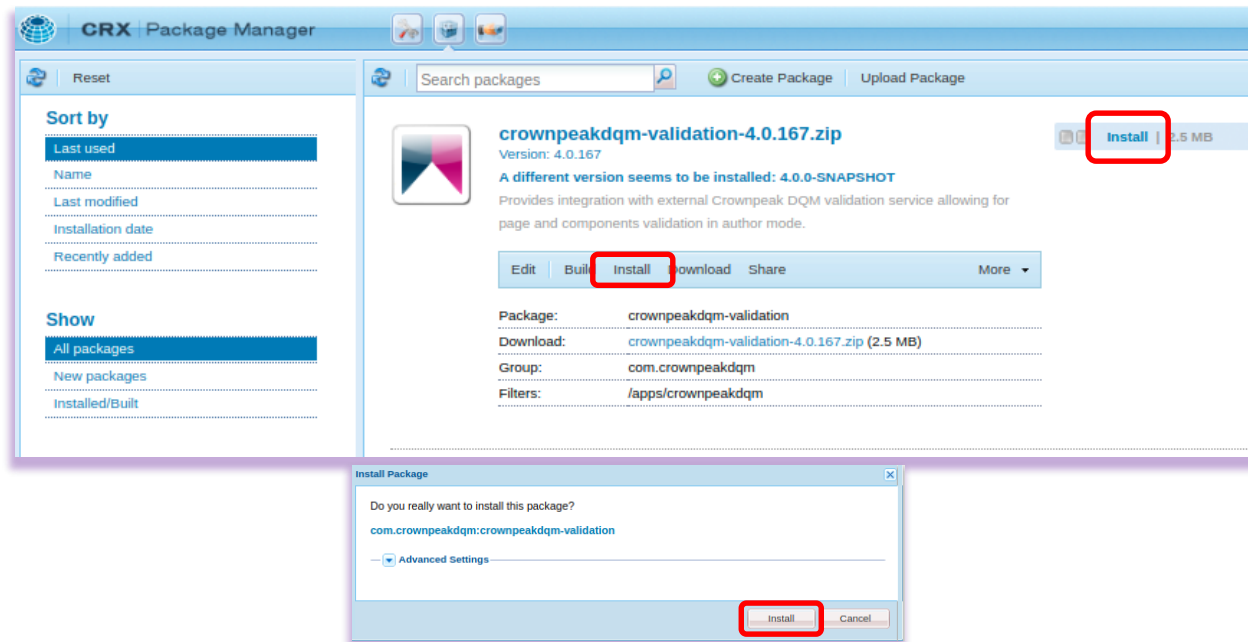 CRX Package Manager
Reset
Search packages
Create Package
Upload Package
Sort by
Last used
Name
Last modified
Installation date
Recently added
Show
All packages
New packages
Installed/Built
crownpeakdqm-validation-4.0.167.zip
Version: 4.0.167
A different version seems to be installed: 4.0.0-SNAPSHOT
Provides integration with external Crownpeak DQM validation service allowing for
page and components validation in author mode.
Install | 2.5 MB
Edit Build Install Download Share More
Package: crownpeakdqm-validation
Download: crownpeakdqm-validation-4.0.167.zip (2.5 MB)
Group: com.crownpeakdqm
Filters: /apps/crownpeakdqm
Install Package
Do you really want to install this package?
com.crownpeakdqm:crownpeakdqm-validation
Advanced Settings
Install Cancel